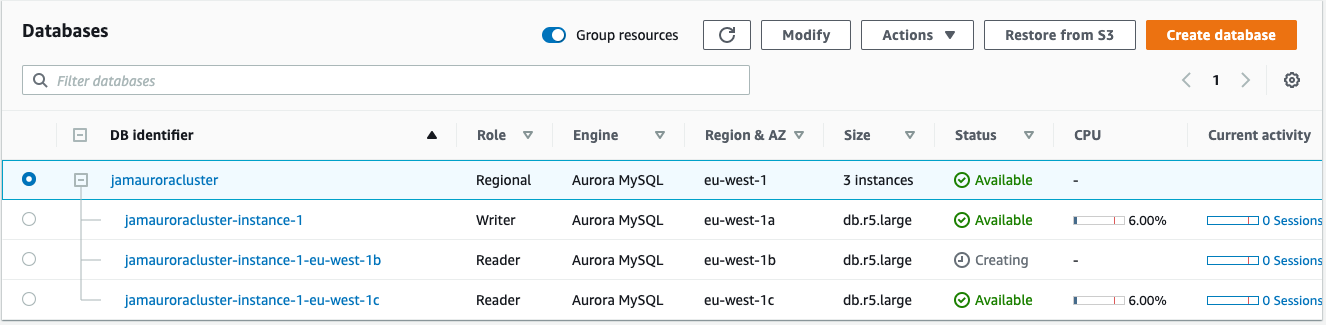 Databases
Group resources
Modify
Actions
Restore from S3
Create database
Filter databases
1
DB identifier Role Engine Region & AZ Size Status CPU Current activity
jamauroracluster Regional Aurora MySQL eu-west-1 3 instances Available -
jamauroracluster-instance-1 Writer Aurora MySQL eu-west-1a db.r5.large Available 6.00% 0 Sessions
jamauroracluster-instance-1-eu-west-1b Reader Aurora MySQL eu-west-1b db.r5.large Creating - 0 Sessions
jamauroracluster-instance-1-eu-west-1c Reader Aurora MySQL eu-west-1c db.r5.large Available 6.00% 0 Sessions